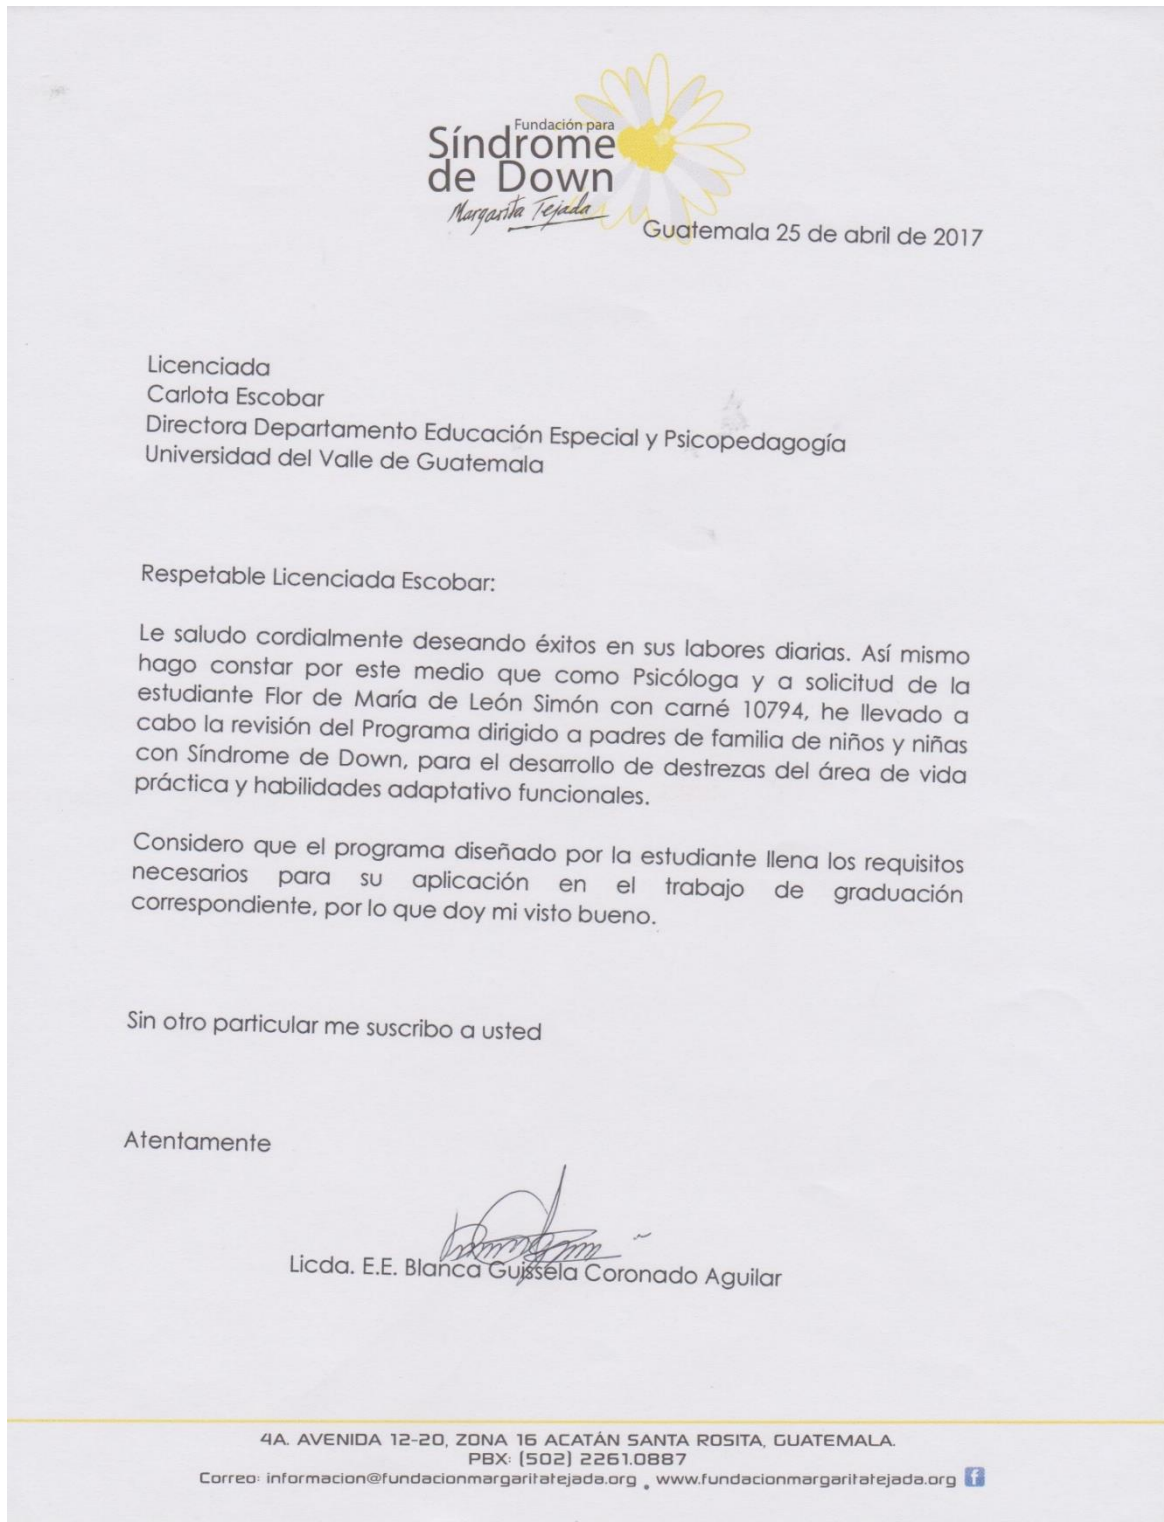 Fundación para
Síndrome
de Down
Margarita Tejada
Guatemala 25 de abril de 2017
Licenciada
Carlota Escobar
Directora Departamento Educación Especial y Psicopedagogía
Universidad del Valle de Guatemala
Respetable Licenciada Escobar:
Le saludo cordialmente deseando éxitos en sus labores diarias. Así mismo
hago constar por este medio que como Psicóloga y a solicitud de la
estudiante Flor de María de León Simón con carné 10794, he llevado a
cabo la revisión del Programa dirigido a padres de familia de niños y niñas
con Síndrome de Down, para el desarrollo de destrezas del área de vida
práctica y habilidades adaptativo funcionales.
Considero que el programa diseñado por la estudiante llena los requisitos
necesarios para su aplicación en el trabajo de graduación
correspondiente, por lo que doy mi visto bueno.
Sin otro particular me suscribo a usted
Atentamente
Licda. E.E. Blanca Guissela Coronado Aguilar
4A. AVENIDA 12-20, ZONA 16 ACATÁN SANTA ROSITA, GUATEMALA.
PBX: (502) 2261.0887
Correo: informacion@fundacionmargaritatejada.org . www.fundacionmargaritatejada.org f